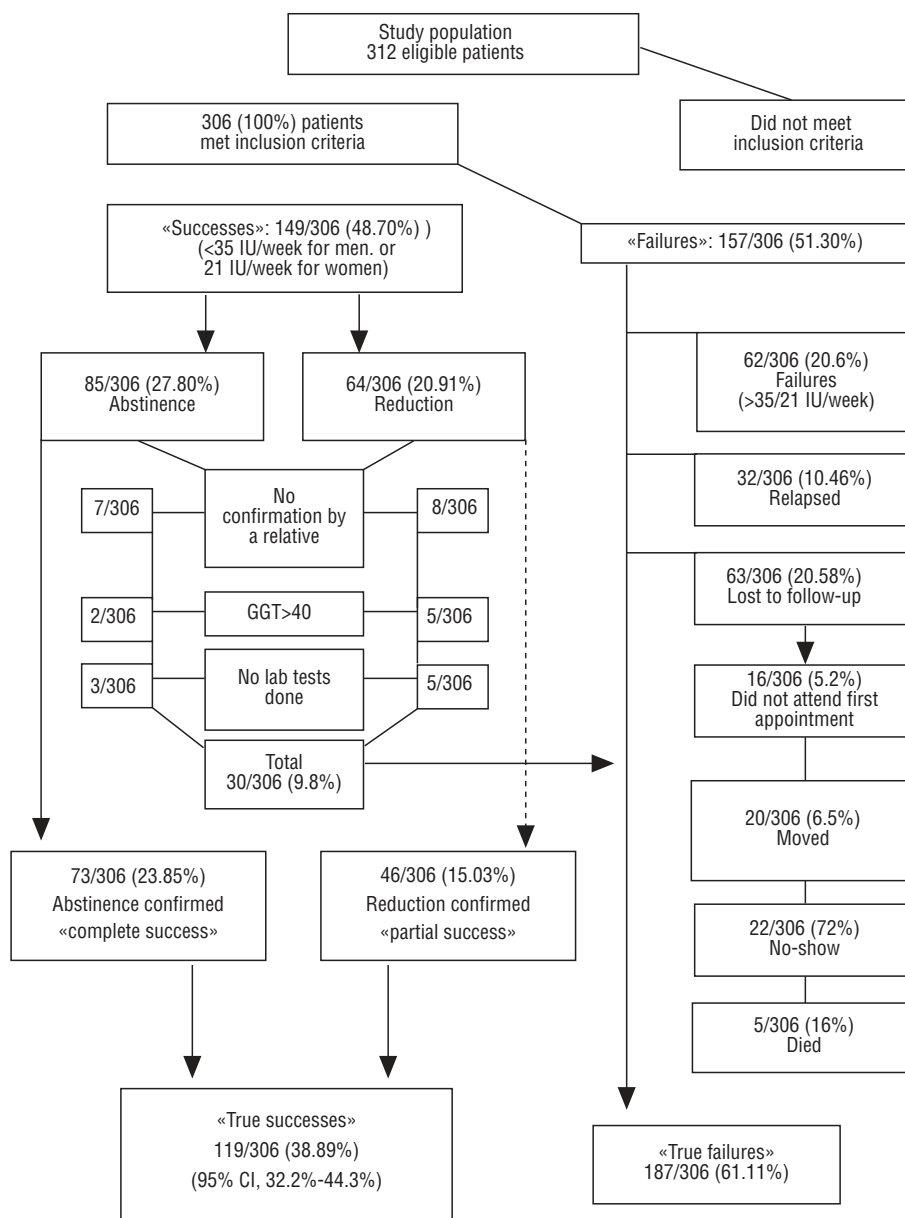 Study population
312 eligible patients
306 (100%) patients
met inclusion criteria
Did not meet
inclusion criteria
«Successes»: 149/306 (48.70%) )
(<35 IU/week for men. or
21 IU/week for women)
«Failures»: 157/306 (51.30%)
85/306 (27.80%)
Abstinence
64/306 (20.91%)
Reduction
62/306 (20.6%)
Failures
(>35/21 IU/week)
7/306
No
confirmation by
a relative
8/306
32/306 (10.46%)
Relapsed
2/306
GGT>40
5/306
63/306 (20.58%)
Lost to follow-up
3/306
No lab tests
done
5/306
16/306 (5.2%)
Did not attend first
appointment
Total
30/306 (9.8%)
20/306 (6.5%)
Moved
73/306 (23.85%)
Abstinence confirmed
«complete success»
46/306 (15.03%)
Reduction confirmed
«partial success»
22/306 (72%)
No-show
5/306 (16%)
Died
«True successes»
119/306 (38.89%)
(95% CI, 32.2%-44.3%)
«True failures»
187/306 (61.11%)